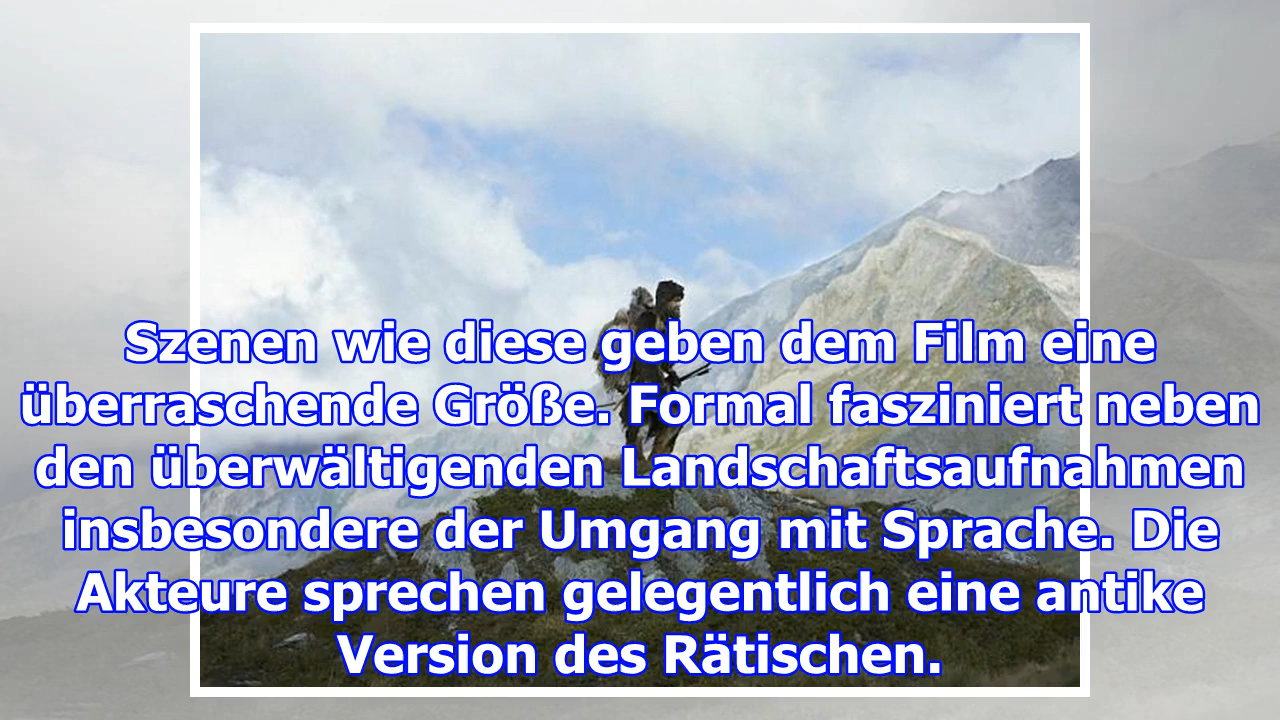 Szenen wie diese geben dem Film eine
überraschende Größe. Formal fasziniert neben
den überwältigenden Landschaftsaufnahmen
insbesondere der Umgang mit Sprache. Die
Akteure sprechen gelegentlich eine antike
Version des Rätischen.